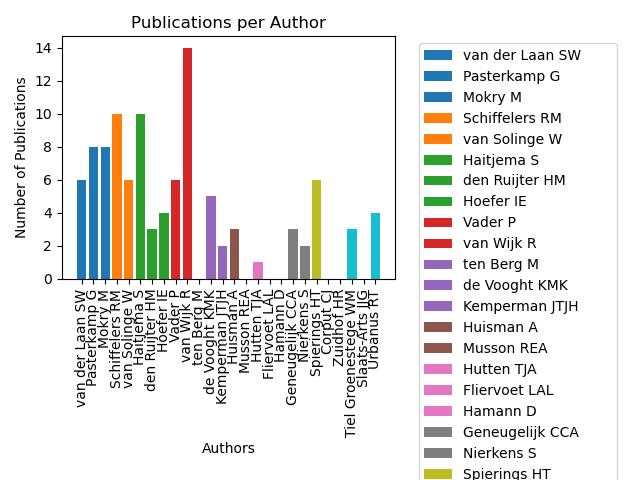 Publications per Author
Number of Publications
14
12
10
8
6
4
2
0
van der Laan SW
Pasterkamp G
Mokry M
Schiffelers RM
van Solinge W
Haitjema S
den Ruijter HM
Hoefer IE
Vader P
van Wijk R
ten Berg M
de Vooght KMK
Kemperman JTJH
Huisman A
Musson REA
Hutten TJA
Fliervoet LAL
Hamann D
Geneugelijk CCA
Nierkens S
Spierings HT
Corput CJ
Zuidhof HR
Tiel Groenestege WM
Slaats-Arts IJG
Urbanus RT
Authors
van der Laan SW
Pasterkamp G
Mokry M
Schiffelers RM
van Solinge W
Haitjema S
den Ruijter HM
Hoefer IE
Vader P
van Wijk R
ten Berg M
de Vooght KMK
Kemperman JTJH
Huisman A
Musson REA
Hutten TJA
Fliervoet LAL
Hamann D
Geneugelijk CCA
Nierkens S
Spierings HT